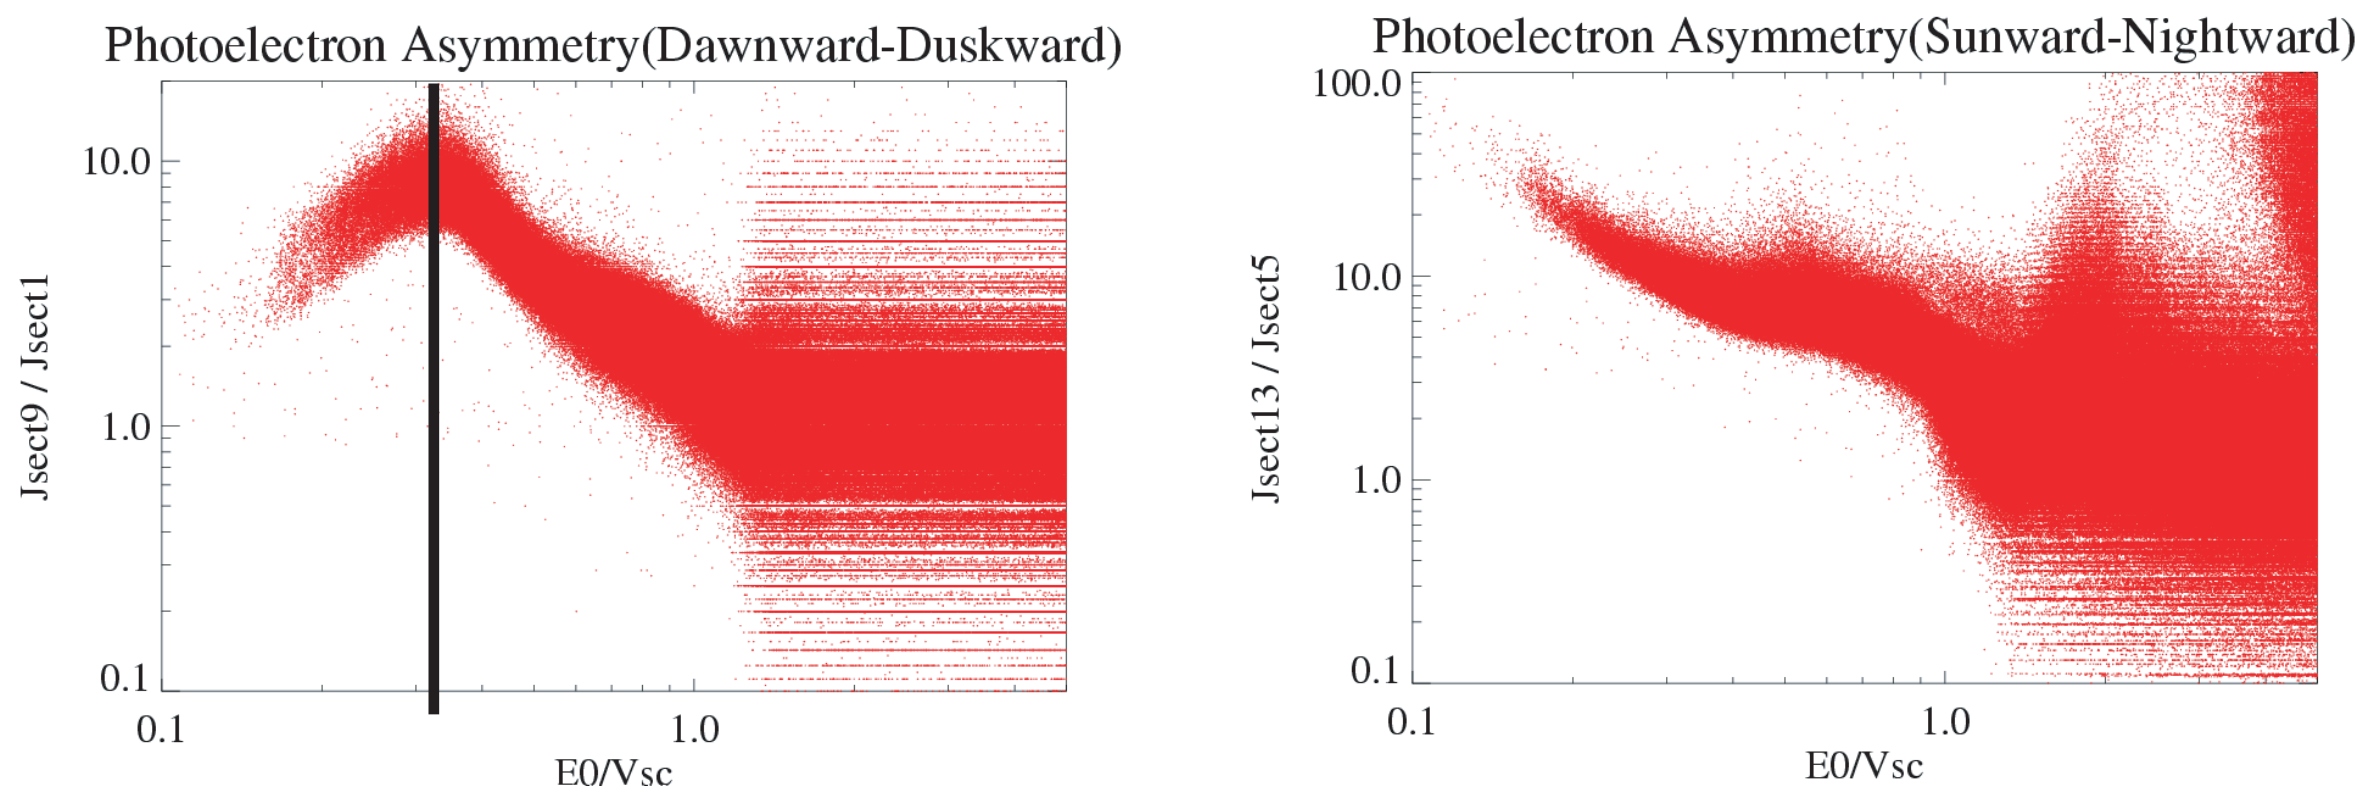 Photoelectron Asymmetry(Dawnward-Duskward)
10.0
1.0
0.1
Jsect9 / Jsect1
0.1
1.0
E0/Vsc
Photoelectron Asymmetry(Sunward-Nightward)
100.0
10.0
1.0
0.1
Jsect13 / Jsect5
0.1
1.0
E0/Vsc